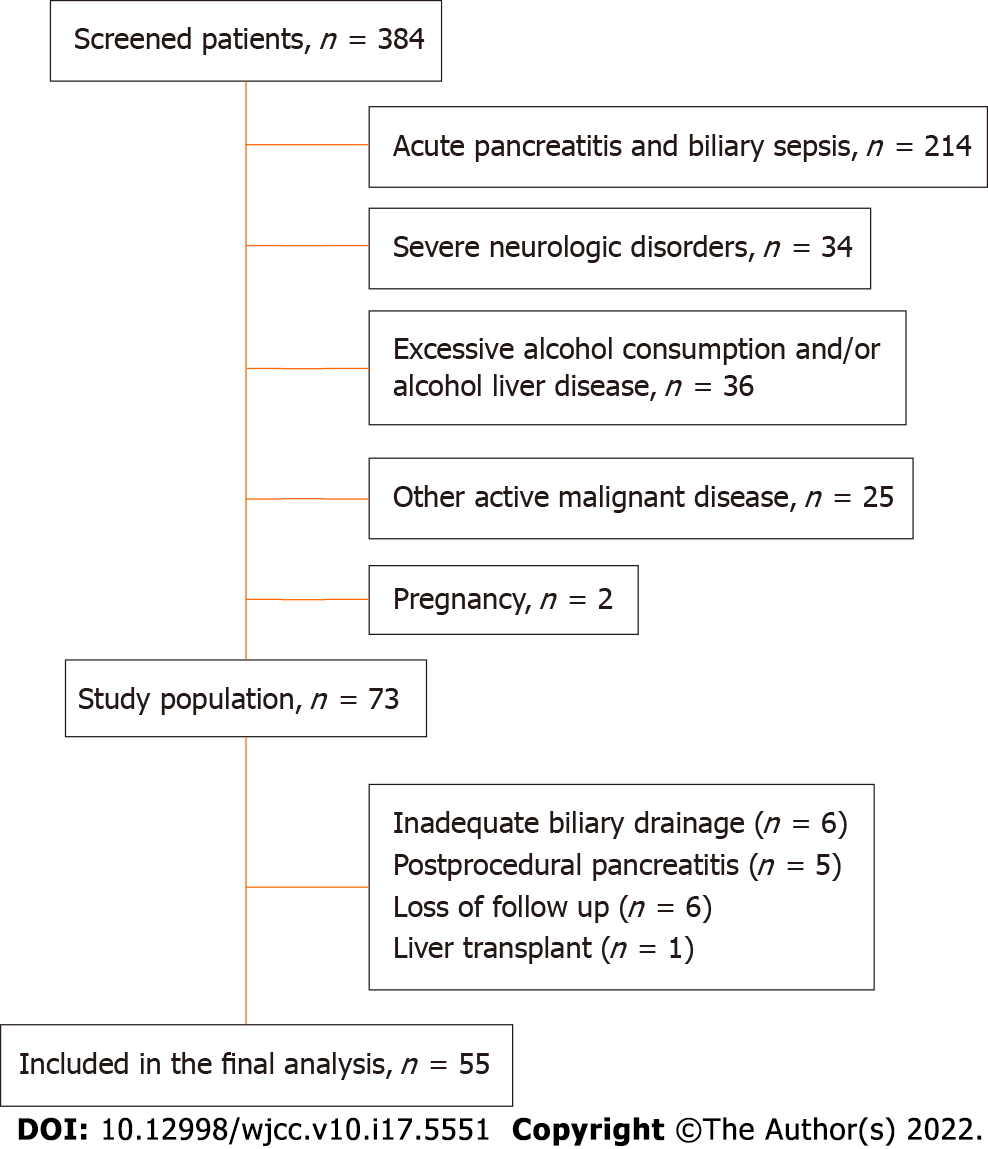 Screened patients, n = 384
Acute pancreatitis and biliary sepsis, n = 214
Severe neurologic disorders, n = 34
Excessive alcohol consumption and/or
alcohol liver disease, n = 36
Other active malignant disease, n = 25
Pregnancy, n = 2
Study population, n = 73
Inadequate biliary drainage (n = 6)
Postprocedural pancreatitis (n = 5)
Loss of follow up (n = 6)
Liver transplant (n = 1)
Included in the final analysis, n = 55
DOI: 10.12998/wjcc.v10.i17.5551 Copyright ©The Author(s) 2022.